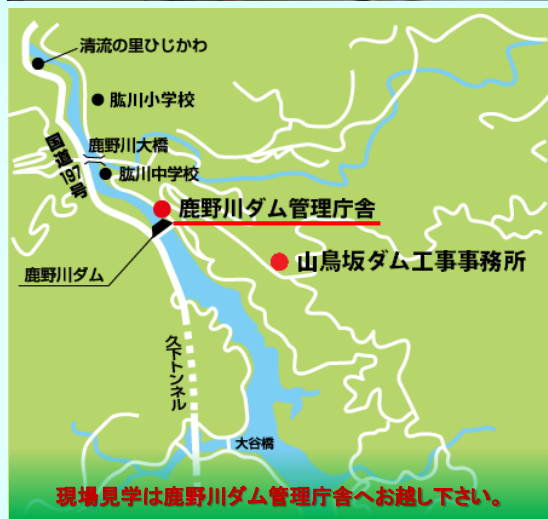 清流の里ひじかわ
肱川小学校
鹿野川大橋
国道197号
肱川中学校
鹿野川ダム管理庁舎
山鳥坂ダム工事事務所
鹿野川ダム
久下トンネル
大谷橋
現場見学は鹿野川ダム管理庁舎へお越し下さい。